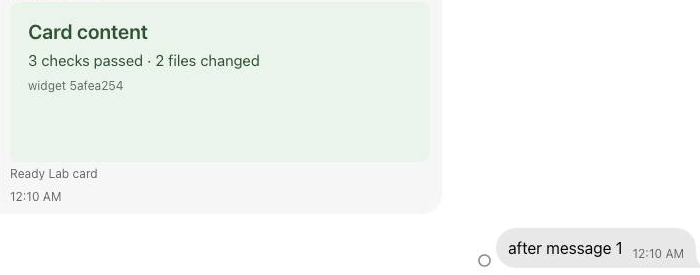 Card content
3 checks passed · 2 files changed
widget 5afea254
Ready Lab card
12:10 AM
after message 1 12:10 AM